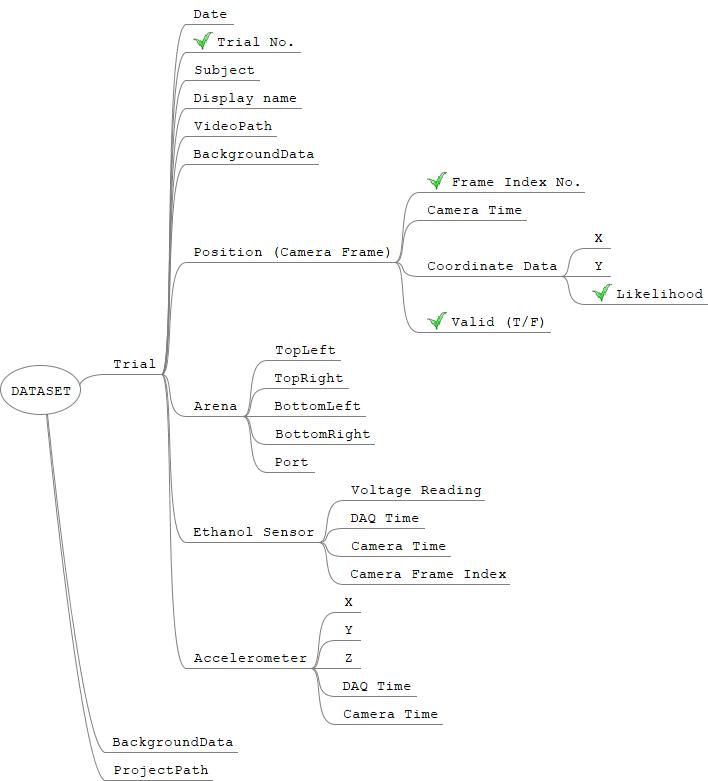 Date
Trial No.
Subject
Display name
VideoPath
BackgroundData
Frame Index No.
Camera Time
X
Position (Camera Frame)
Coordinate Data
Y
Likelihood
Valid (T/F)
TopLeft
Trial
TopRight
DATASET
Arena
BottomLeft
BottomRight
Port
Voltage Reading
DAQ Time
Ethanol Sensor
Camera Time
Camera Frame Index
X
Y
Accelerometer
Z
DAQ Time
Camera Time
BackgroundData
ProjectPath